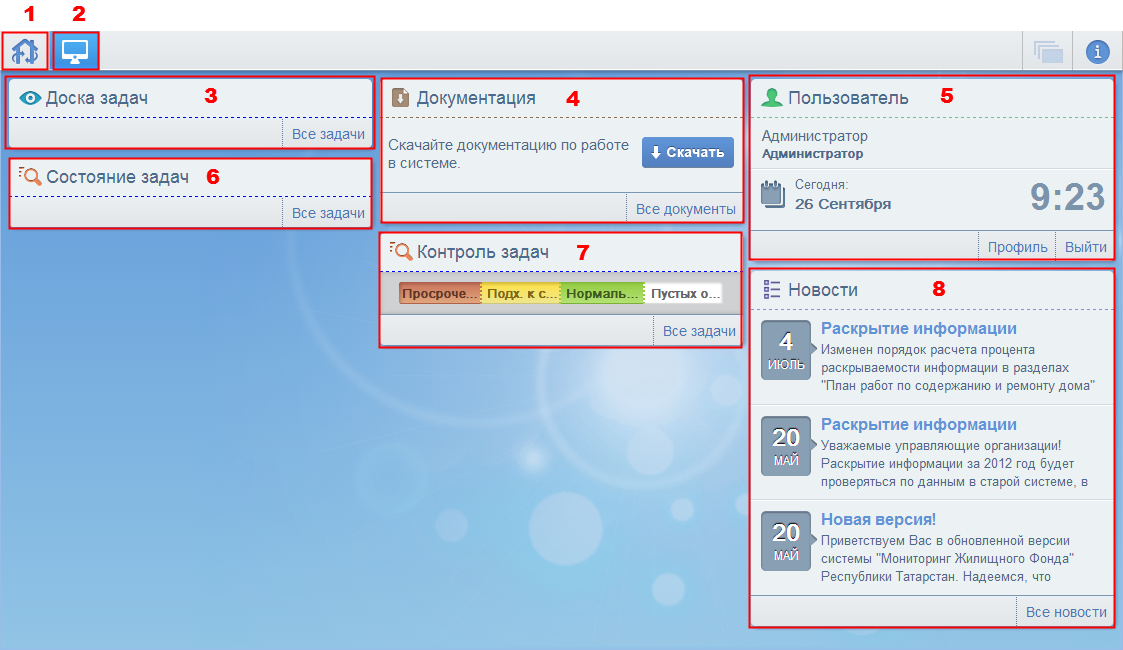 1
2
Доска задач
3
Все задачи
Состояние задач
6
Все задачи
Документация
4
Скачайте документацию по работе
в системе.
Скачать
Все документы
Контроль задач
7
Просроче...
Подх. к с...
Нормаль...
Пустых о...
Все задачи
Пользователь
5
Администратор
Администратор
Сегодня:
26 Сентября
9:23
Профиль
Выйти
Новости
8
4
ИЮЛЬ
Раскрытие информации
Изменен порядок расчета процента
раскрываемости информации в разделах
"План работ по содержанию и ремонту дома"
20
МАЙ
Раскрытие информации
Уважаемые управляющие организации!
Раскрытие информации за 2012 год будет
проверяться по данным в старой системе, в
20
МАЙ
Новая версия!
Приветствуем Вас в обновленной версии
системы "Мониторинг Жилищного Фонда"
Республики Татарстан. Надеемся, что
Все новости